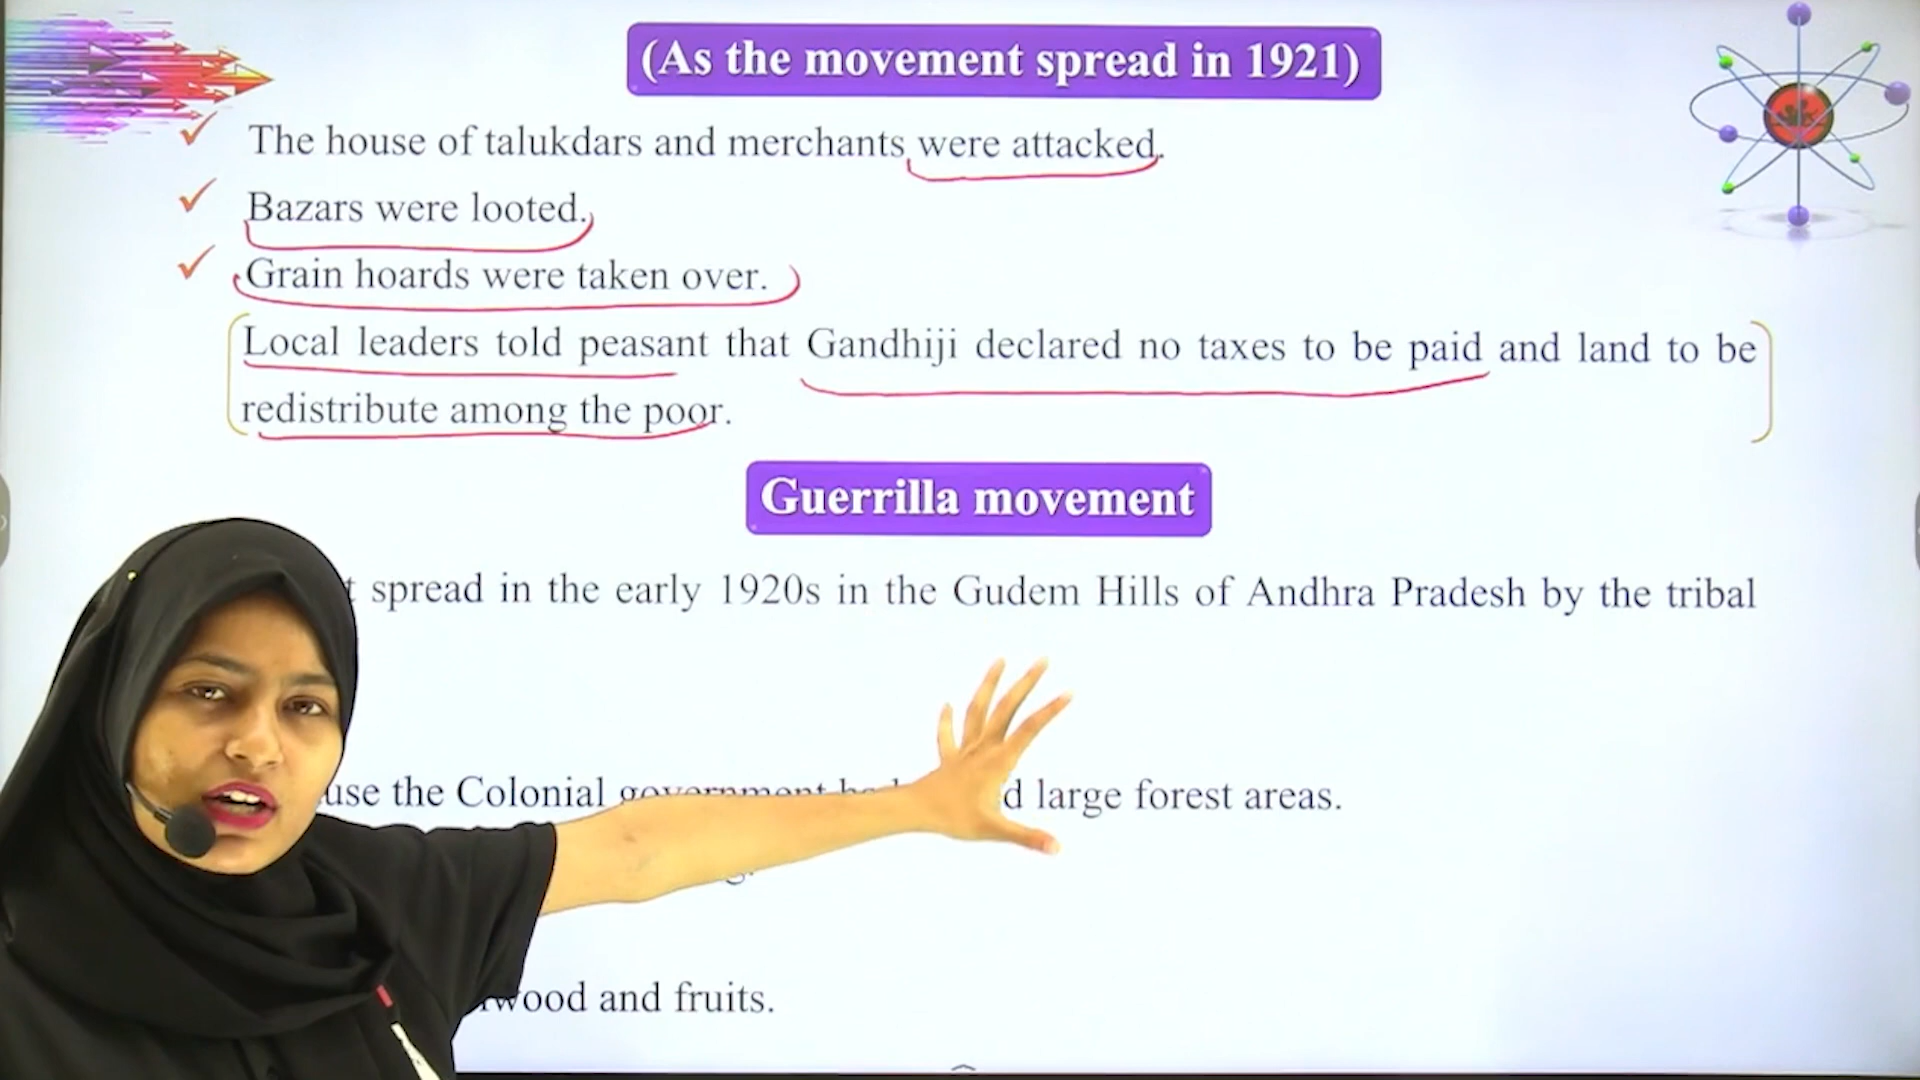 (As the movement spread in 1921)
The house of talukdars and merchants were attacked.
Bazars were looted.
Grain hoards were taken over.
Local leaders told peasant that Gandhiji declared no taxes to be paid and land to be
redistribute among the poor.
Guerrilla movement
spread in the early 1920s in the Gudem Hills of Andhra Pradesh by the tribal
the Colonial government large forest areas.
and fruits.